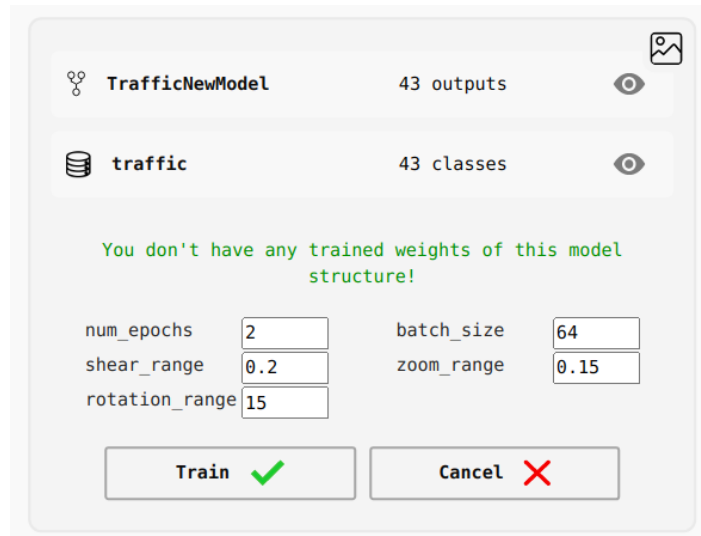 TrafficNewModel 43 outputs
traffic 43 classes
You don't have any trained weights of this model
structure!
num_epochs 2 batch_size 64
shear_range 0.2 zoom_range 0.15
rotation_range 15
Train Cancel